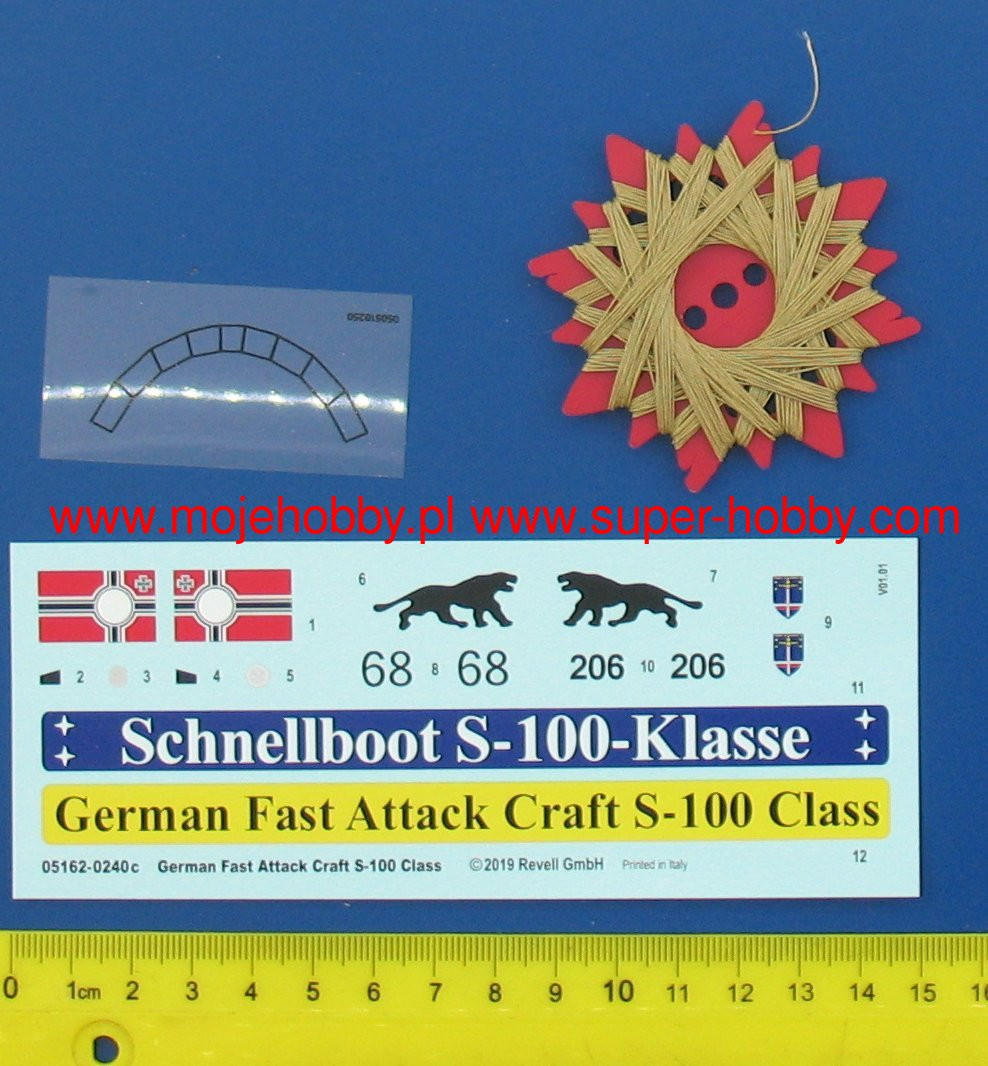 050510250
www.mojehobby.pl www.super-hobby.com
V01.01
6
7
1
9
2
3
4
5
68 8 68
206 10 206
11
Schnellboot S-100-Klasse
German Fast Attack Craft S-100 Class
05162-0240c German Fast Attack Craft S-100 Class ©2019 Revell GmbH Printed in Italy
12
0 1cm 2 3 4 5 6 7 8 9 10 11 12 13 14 15 16